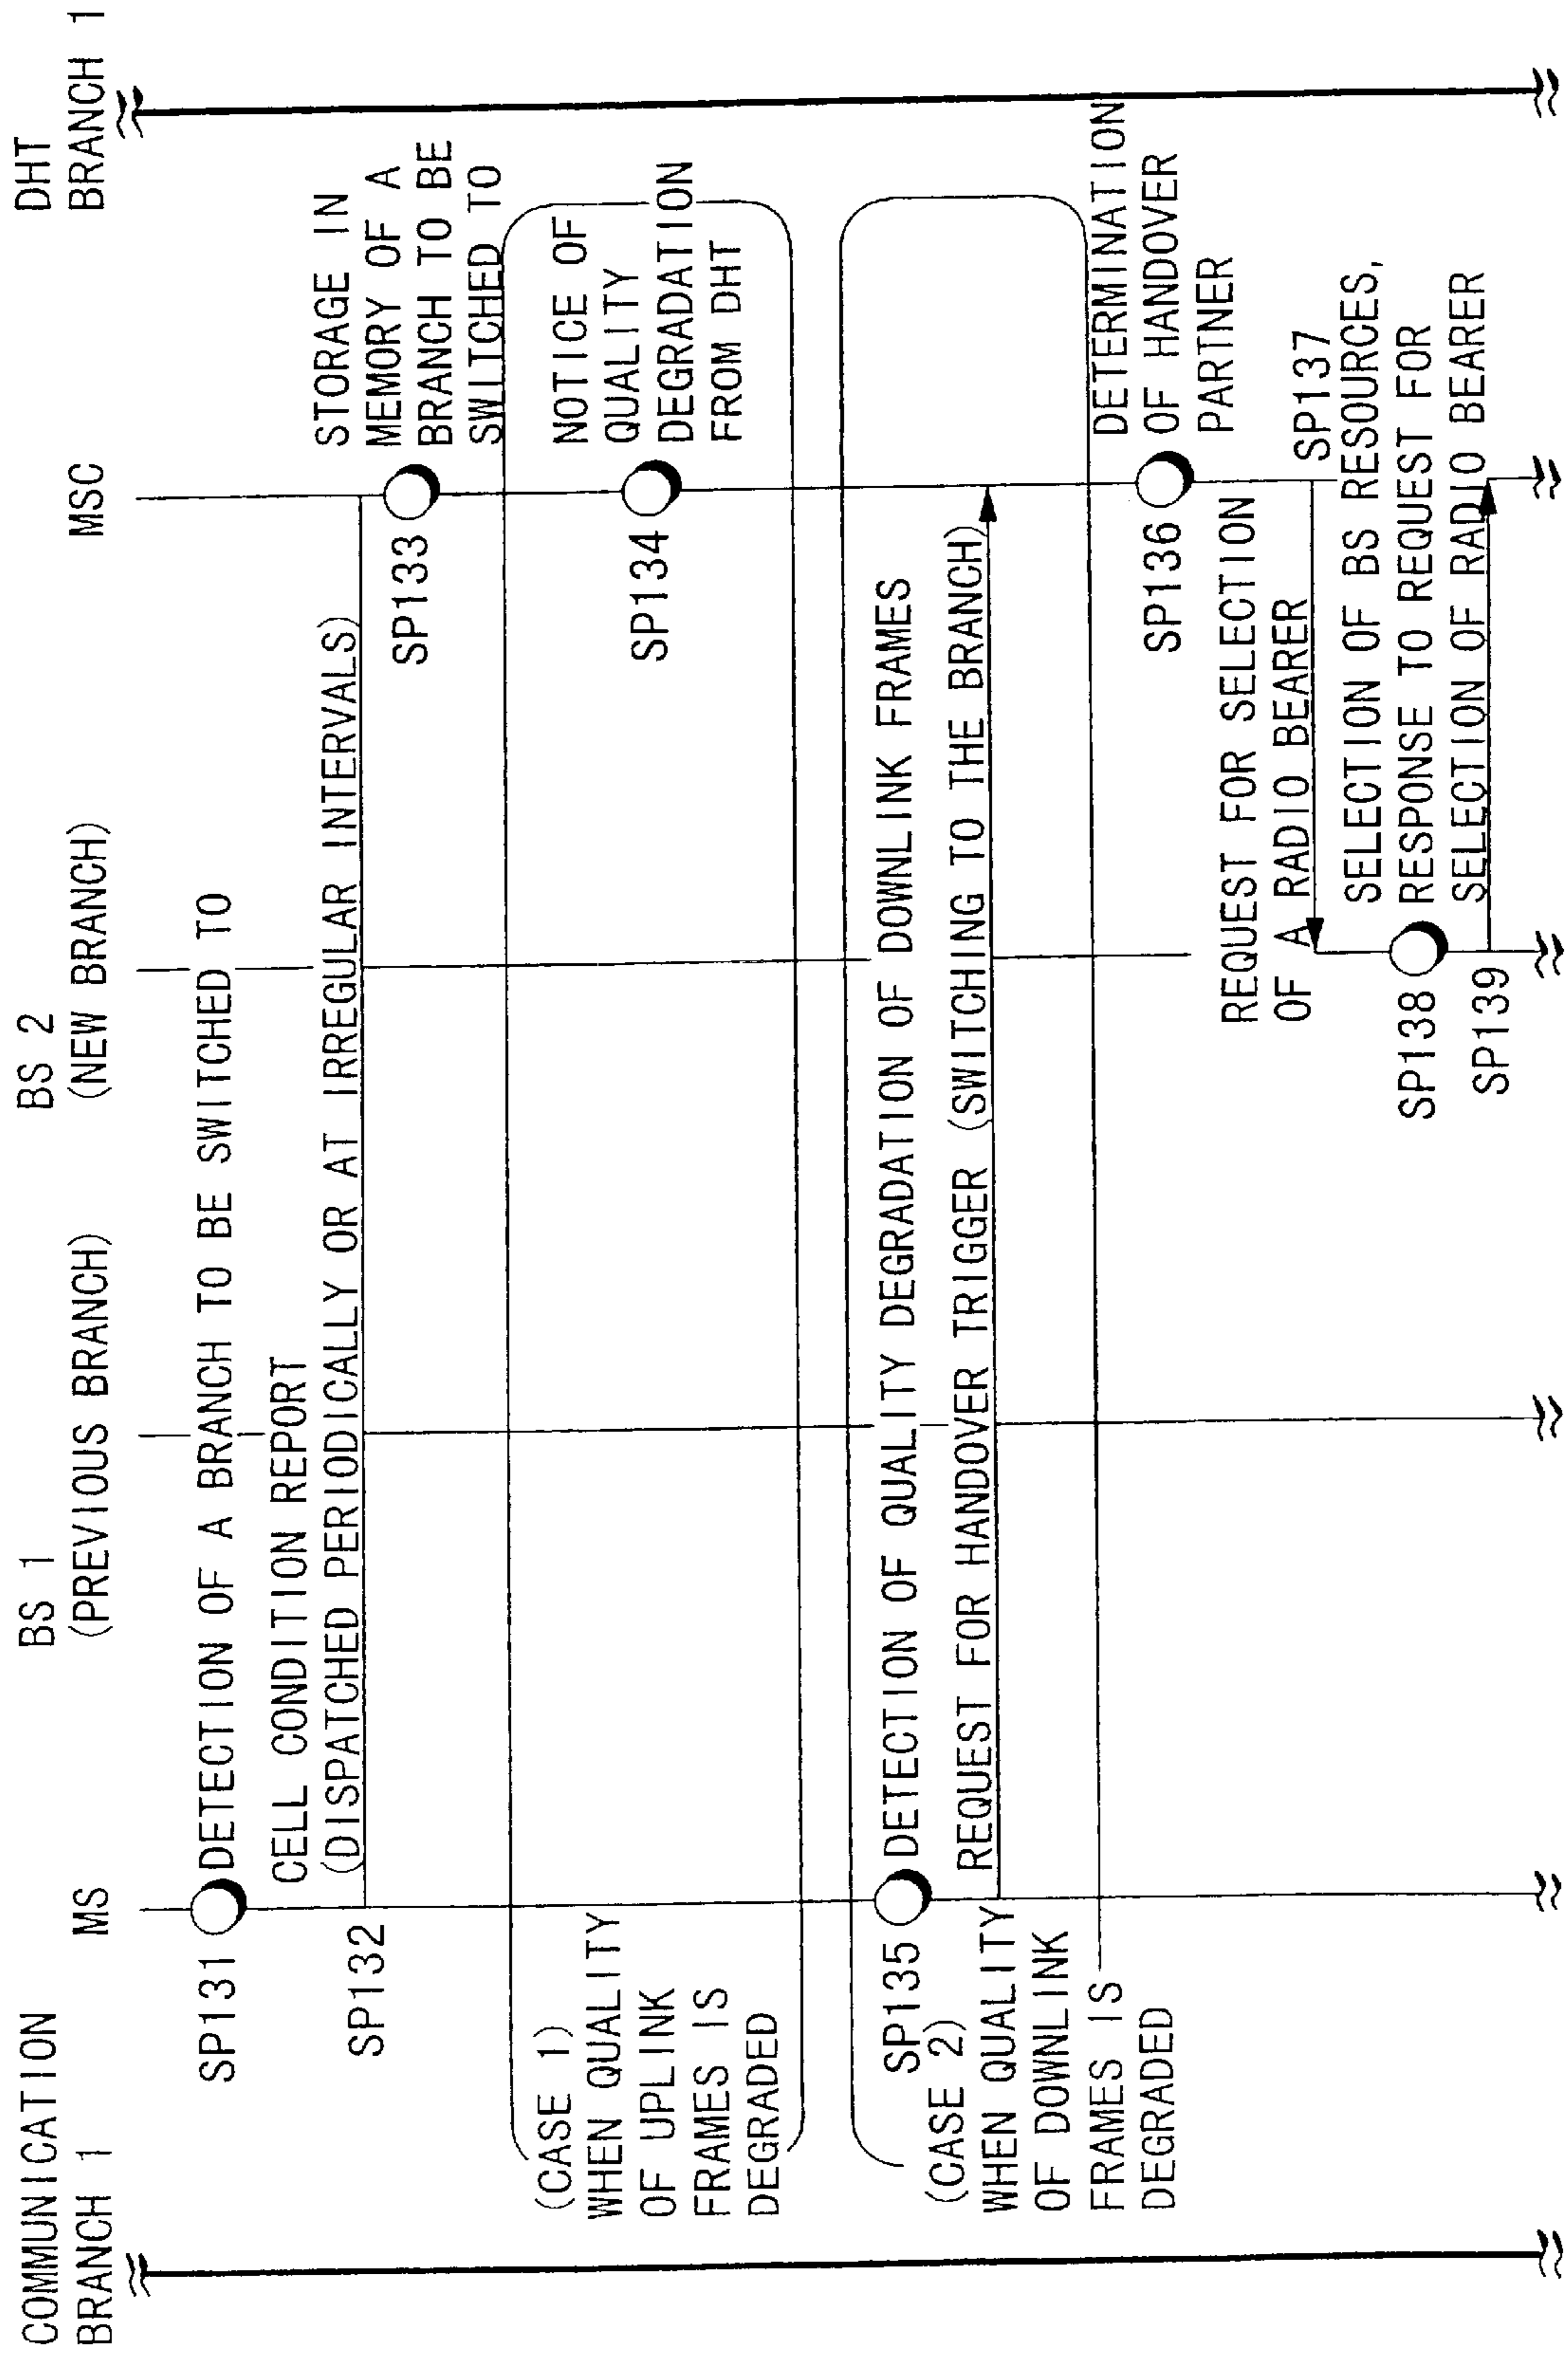 COMMUNICATION
BRANCH 1
MS
BS 1
(PREVIOUS BRANCH)
BS 2
(NEW BRANCH)
MSC
DHT
BRANCH 1
SP131
DETECTION OF A BRANCH TO BE SWITCHED TO
CELL CONDITION REPORT
(DISPATCHED PERIODICALLY OR AT IRREGULAR INTERVALS)
SP132
SP133
STORAGE IN
MEMORY OF A
BRANCH TO BE
SWITCHED TO
(CASE 1)
WHEN QUALITY
OF UPLINK
FRAMES IS
DEGRADED
SP134
NOTICE OF
QUALITY
DEGRADATION
FROM DHT
SP135
DETECTION OF QUALITY DEGRADATION OF DOWNLINK FRAMES
(CASE 2)
WHEN QUALITY
OF DOWNLINK
FRAMES IS
DEGRADED
REQUEST FOR HANDOVER TRIGGER (SWITCHING TO THE BRANCH)
SP136
DETERMINATION
OF HANDOVER
PARTNER
REQUEST FOR SELECTION
OF A RADIO BEARER
SP137
SP138
SELECTION OF BS RESOURCES,
RESPONSE TO REQUEST FOR
SELECTION OF RADIO BEARER
SP139